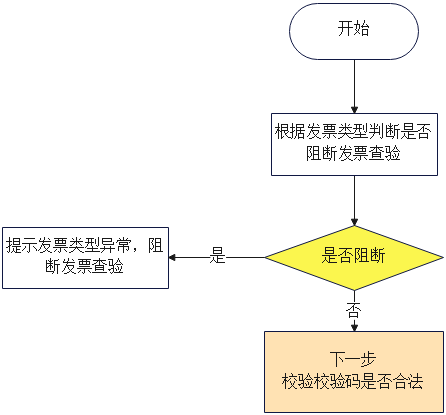 开始
根据发票类型判断是否
阻断发票查验
是否阻断
是
提示发票类型异常，阻
断发票查验
否
下一步
校验校验码是否合法